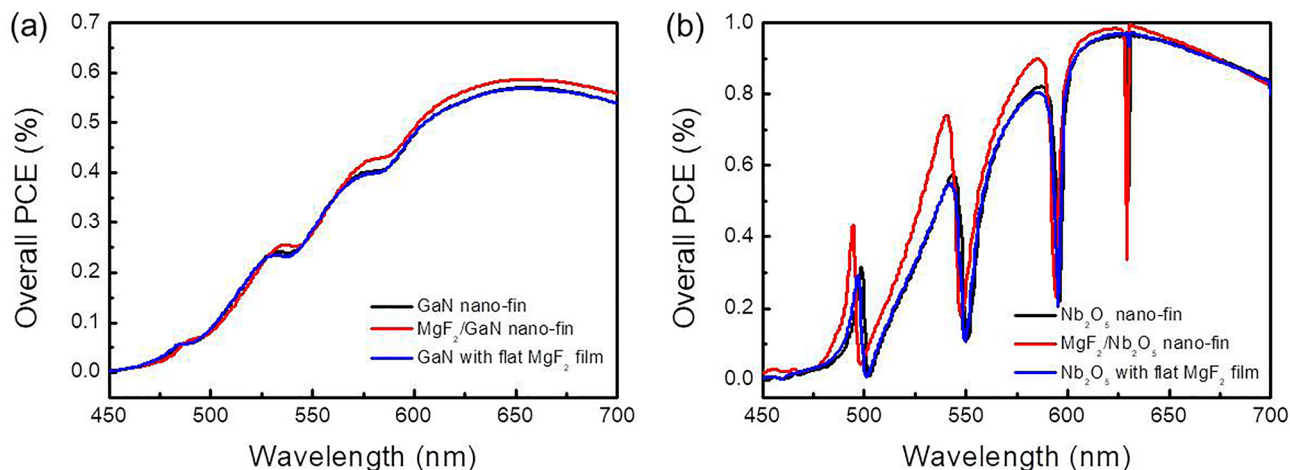 (a)
0.7
0.6
0.5
0.4
0.3
0.2
0.1
0.0
Overall PCE (%)
GaN nano-fin
MgF₂/GaN nano-fin
GaN with flat MgF₂ film
450 500 550 600 650 700
Wavelength (nm)
(b)
1.0
0.8
0.6
0.4
0.2
0.0
Overall PCE (%)
Nb₂O₅ nano-fin
MgF₂/Nb₂O₅ nano-fin
Nb₂O₅ with flat MgF₂ film
450 500 550 600 650 700
Wavelength (nm)